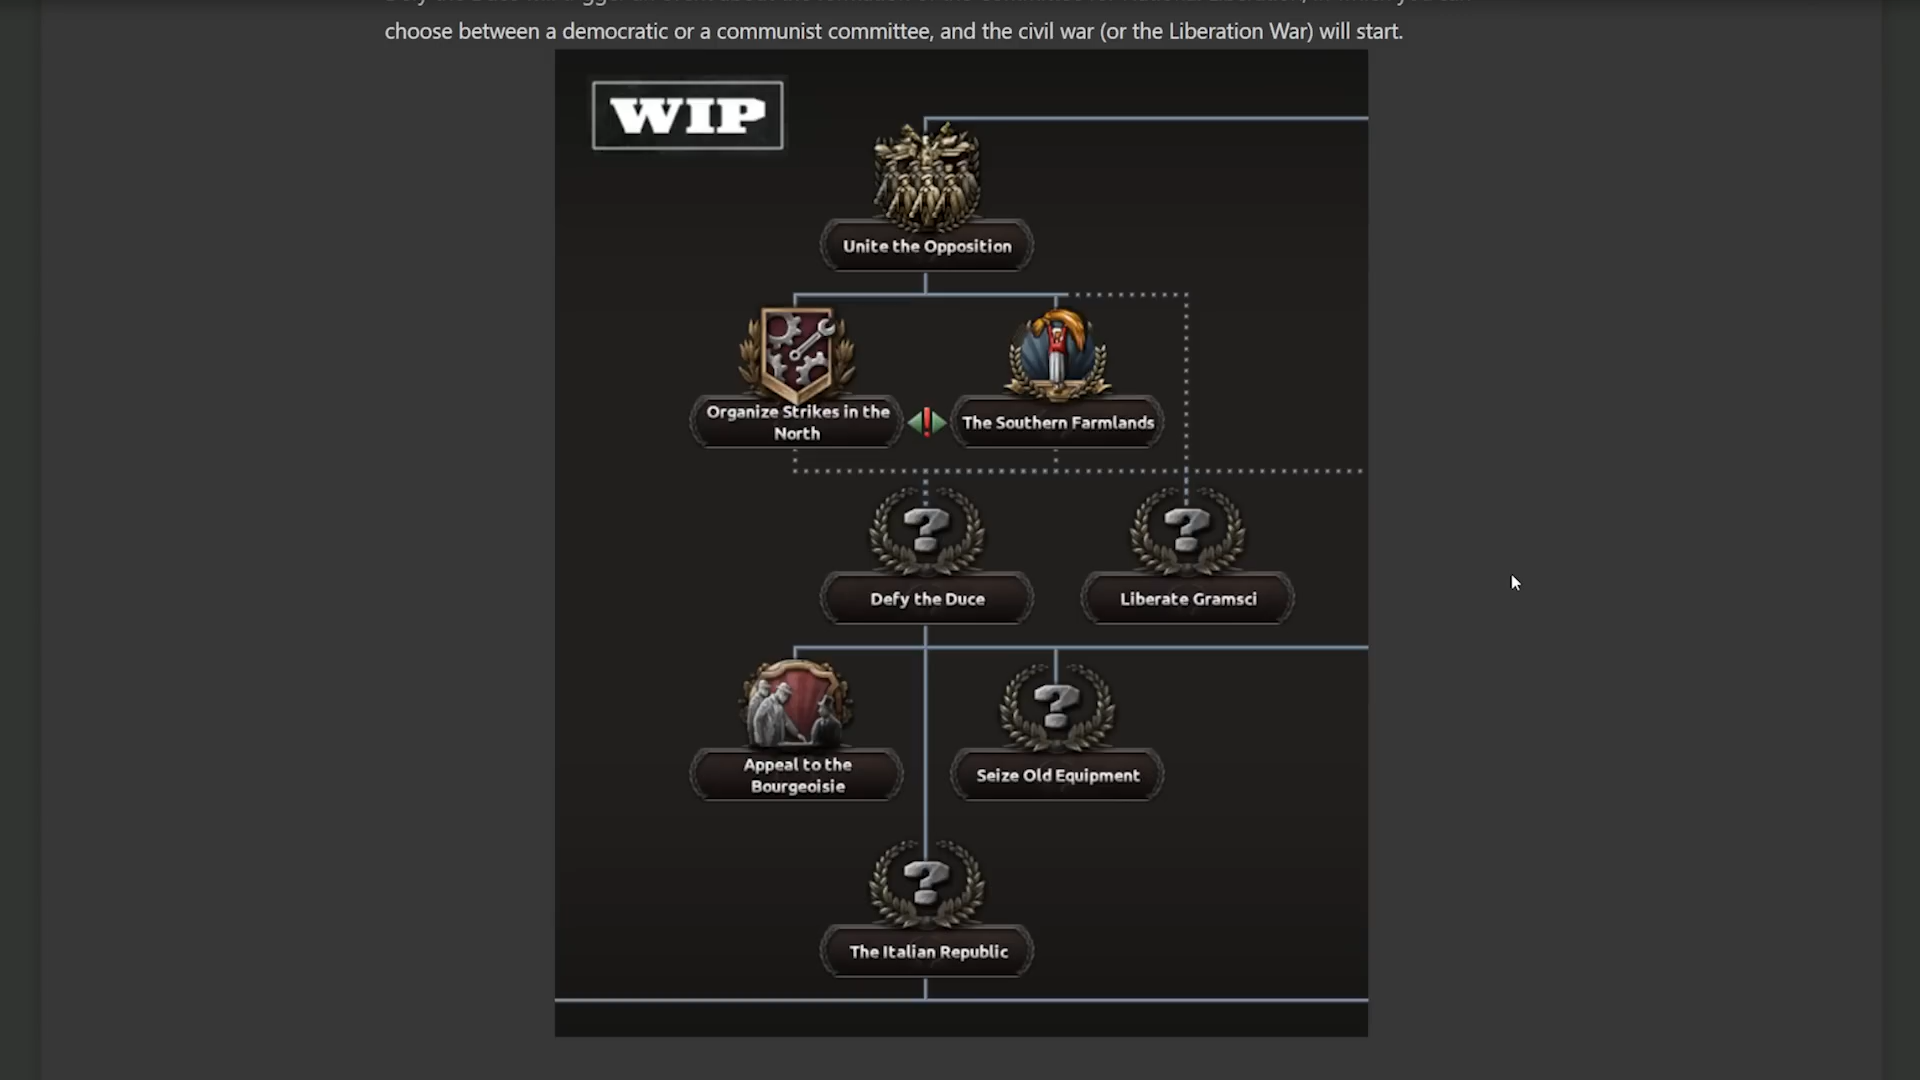 choose between a democratic or a communist committee, and the civil war (or the Liberation War) will start.
WIP
Unite the Opposition
Organize Strikes in the
North
The Southern Farmlands
Defy the Duce
Liberate Gramsci
Appeal to the
Bourgeoisie
Seize Old Equipment
The Italian Republic